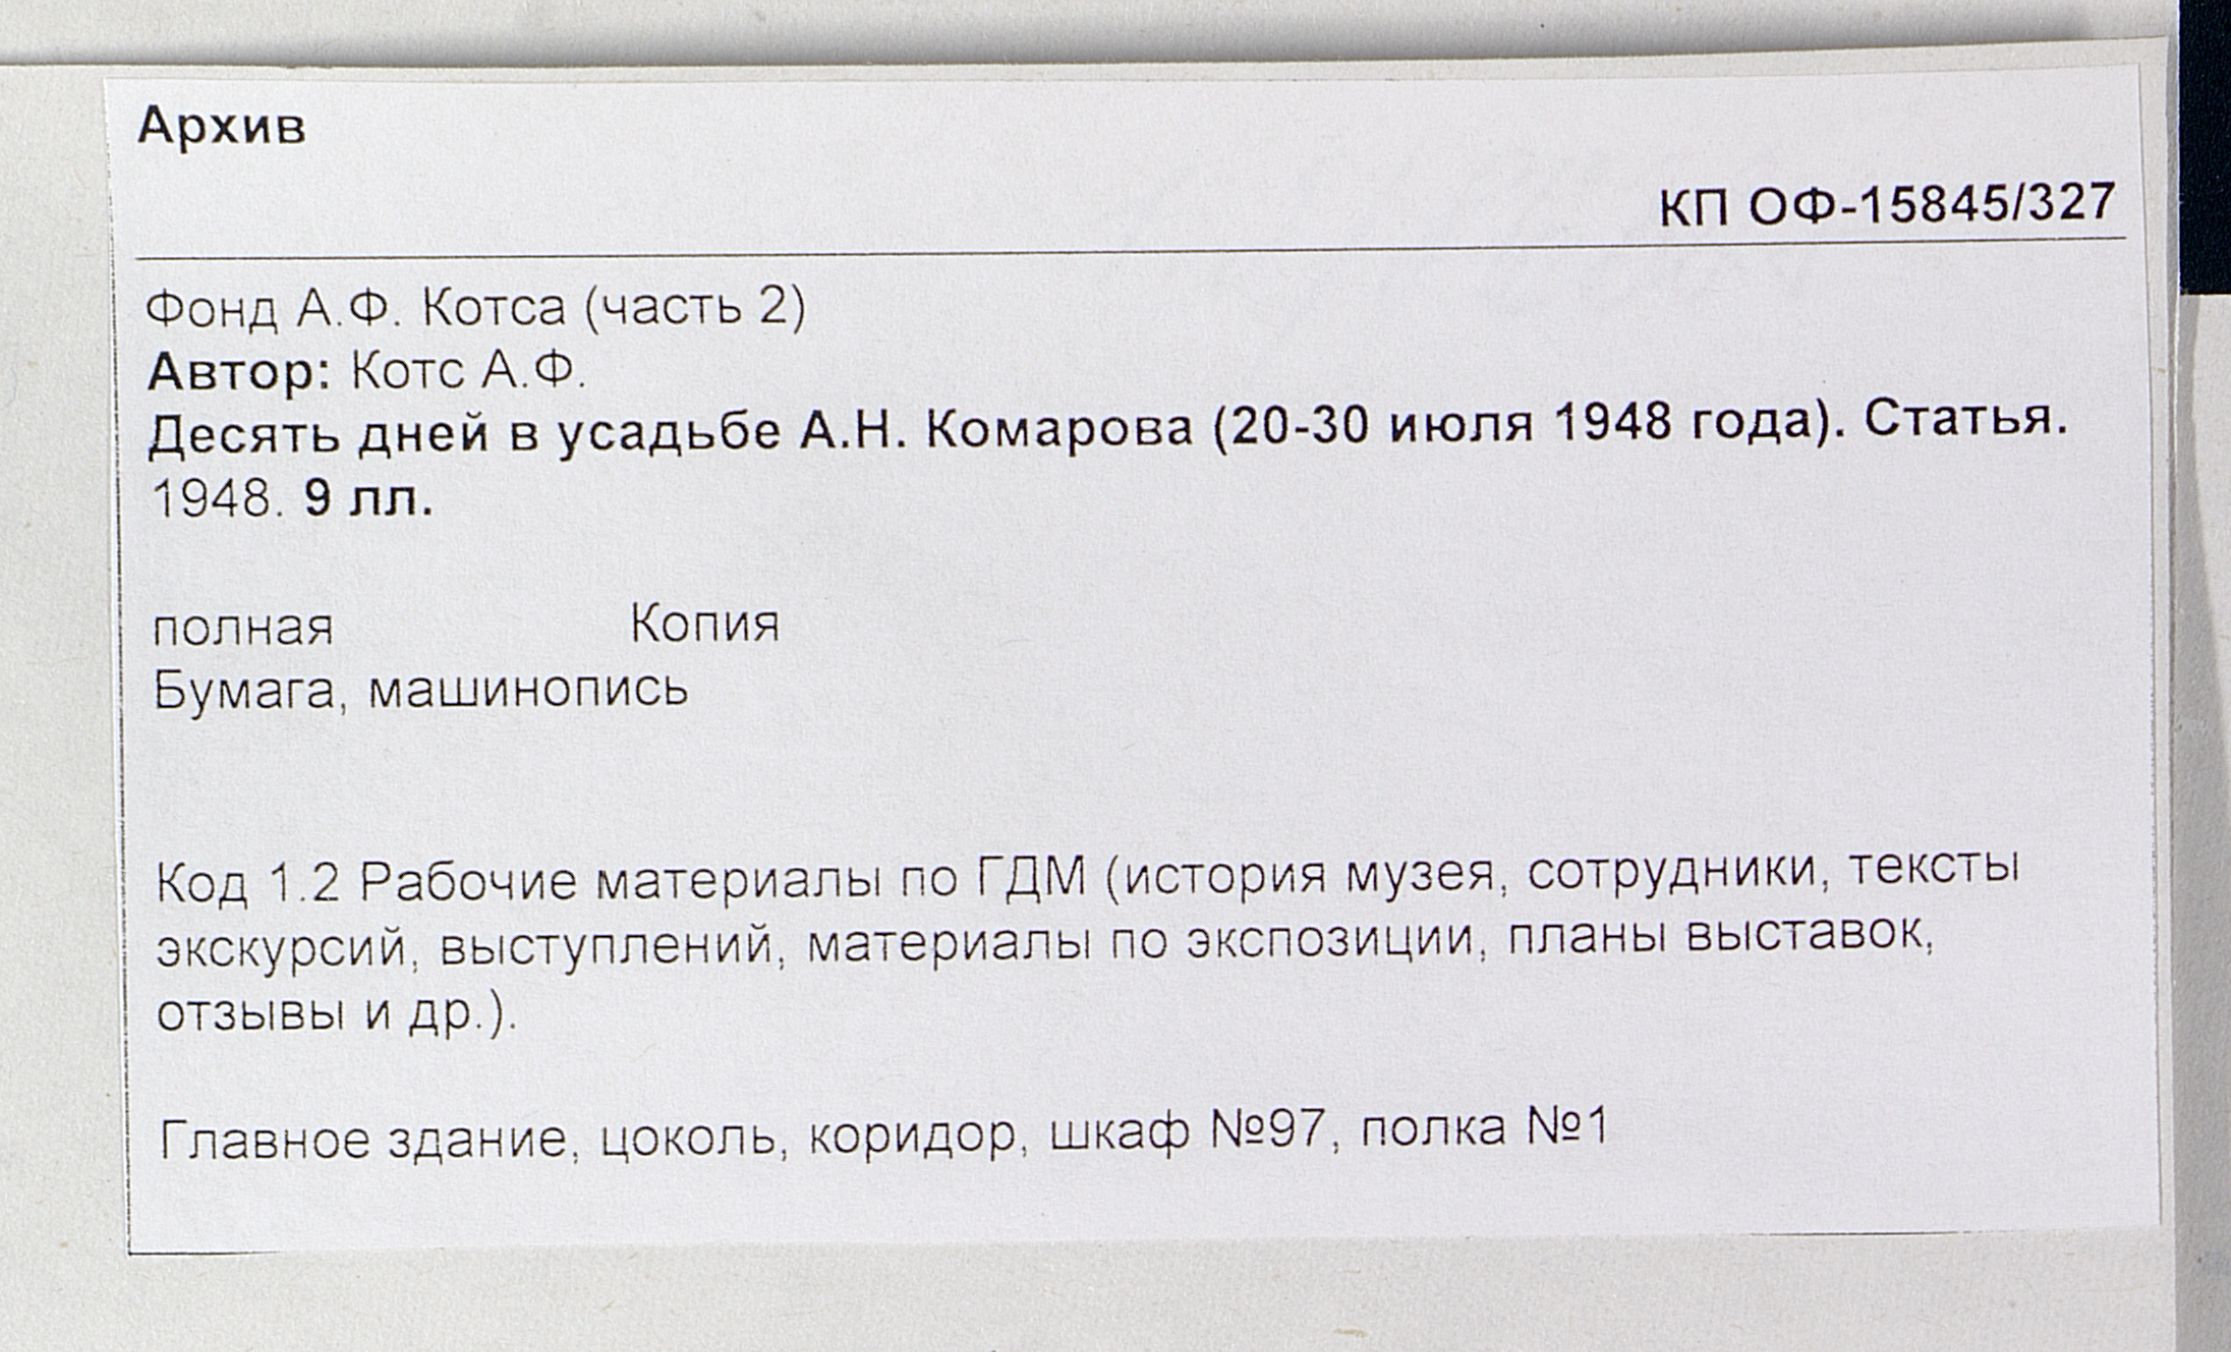 Архив
КП ОФ-15845/327
Фонд А.Ф. Котса (часть 2)
Автор: Котс А.Ф.
Десять дней в усадьбе А.Н. Комарова (20-30 июля 1948 года). Статья.
1948. 9 лл.
полная Копия
Бумага, машинопись
Код 1.2 Рабочие материалы по ГДМ (история музея, сотрудники, тексты
экскурсий, выступлений, материалы по экспозиции, планы выставок,
отзывы и др.).
Главное здание, цоколь, коридор, шкаф №97, полка №1